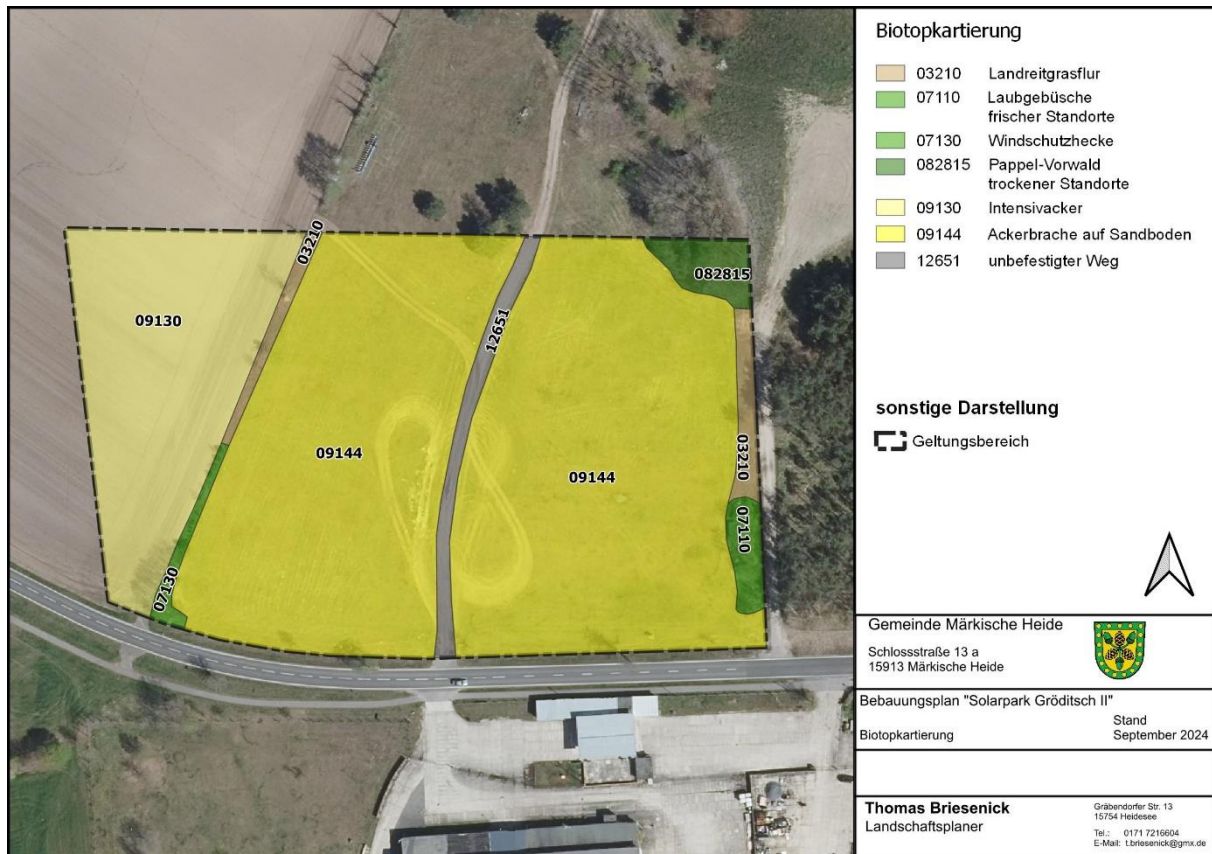 03210
082815
09130
12651
09144
09144
03210
07110
07130
Biotopkartierung
03210 Landreitgrasflur
07110 Laubgebüsche
frischer Standorte
07130 Windschutzhecke
082815 Pappel-Vorwald
trockener Standorte
09130 Intensivacker
09144 Ackerbrache auf Sandboden
12651 unbefestigter Weg
sonstige Darstellung
Geltungsbereich
Gemeinde Märkische Heide
Schlossstraße 13 a
15913 Märkische Heide
Bebauungsplan "Solarpark Gröditsch II"
Stand
Biotopkartierung September 2024
Thomas Briesenick
Landschaftsplaner
Gräbendorfer Str. 13
15754 Heidesee
Tel.: 0171 7216604
E-Mail: t.briesenick@gmx.de